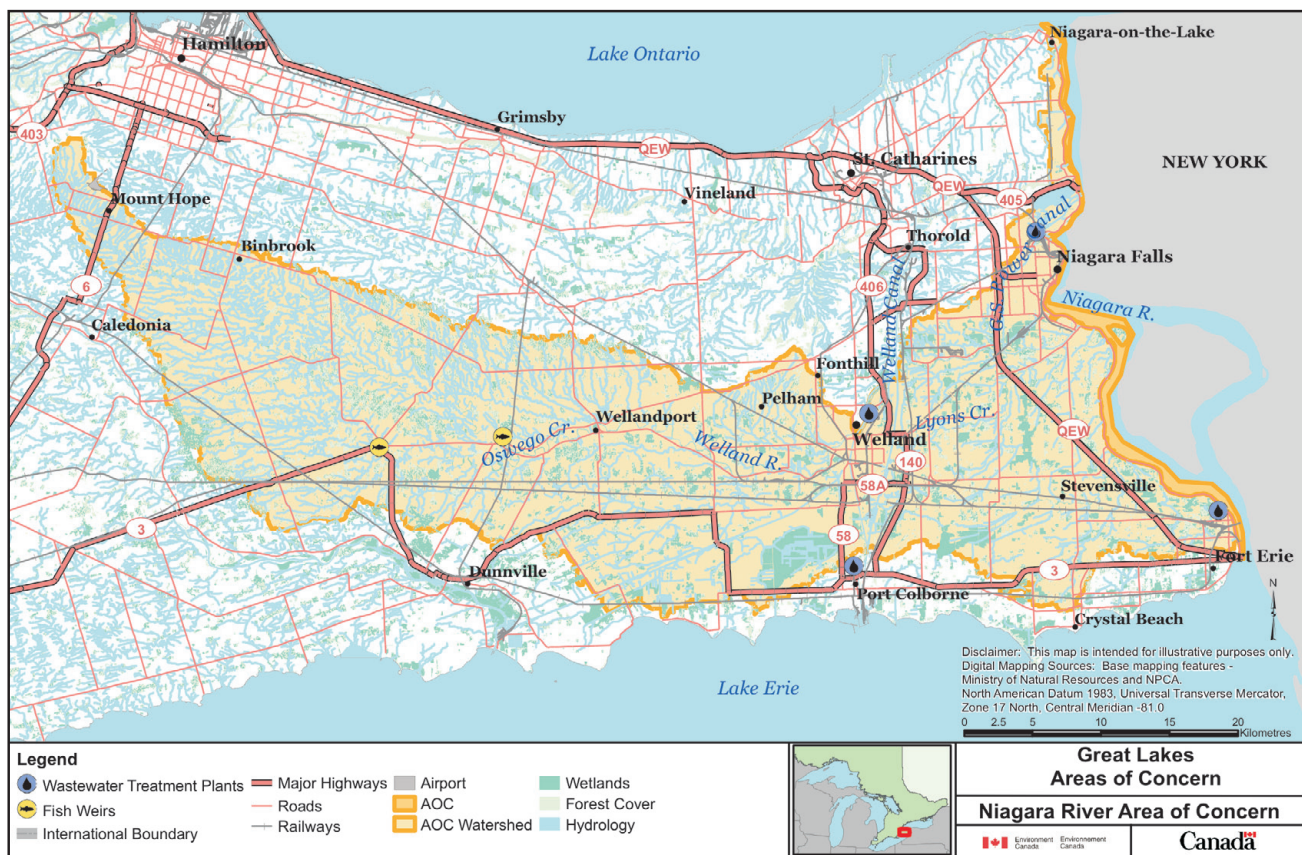 Hamilton
Lake Ontario
Niagara-on-the-Lake
Grimsby
403
QEW
St. Catharines
NEW YORK
QEW
405
Vineland
Mount Hope
Thorold
Binbrook
Niagara Falls
6
406
Welland Canal
C. S. Power Canal
Niagara R.
Caledonia
Fonthill
Pelham
Wellandport
Oswego Cr.
Welland R.
Welland
Lyons Cr.
QEW
140
58A
Stevensville
3
58
Fort Erie
3
Dunnville
Port Colborne
N
Crystal Beach
Lake Erie
Disclaimer: This map is intended for illustrative purposes only.
Digital Mapping Sources: Base mapping features -
Ministry of Natural Resources and NPCA.
North American Datum 1983, Universal Transverse Mercator,
Zone 17 North, Central Meridian -81.0
0 2.5 5 10 15 20
Kilometres
Legend
Wastewater Treatment Plants
Fish Weirs
International Boundary
Major Highways
Roads
Railways
Airport
AOC
AOC Watershed
Wetlands
Forest Cover
Hydrology
Great Lakes
Areas of Concern
Niagara River Area of Concern
Environment Environnement
Canada Canada
Canada